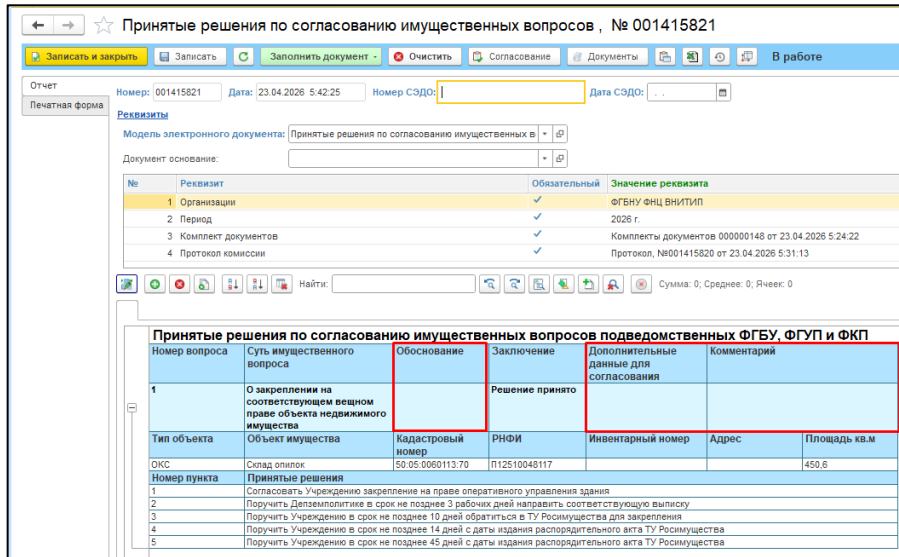 Принятые решения по согласованию имущественных вопросов , № 001415821
Записать и закрыть Записать Заполнить документ Очистить Согласование Документы В работе
Отчет
Печатная форма
Номер: 001415821 Дата: 23.04.2026 5:42:25 Номер СЭДО: Дата СЭДО: . .
Реквизиты
Модель электронного документа: Принятые решения по согласованию имущественных в
Документ основание:
№ Реквизит Обязательный Значение реквизита
1 Организации ФГБНУ ФНЦ ВНИТИП
2 Период 2026 г.
3 Комплект документов Комплекты документов 000000148 от 23.04.2026 5:24:22
4 Протокол комиссии Протокол, №001415820 от 23.04.2026 5:31:13
Найти: Сумма: 0; Среднее: 0; Ячеек: 0
Принятые решения по согласованию имущественных вопросов подведомственных ФГБУ, ФГУП и ФКП
Номер вопроса Суть имущественного Обоснование Заключение Дополнительные Комментарий
вопроса данные для
согласования
1 О закреплении на Решение принято
соответствующем вещном
праве объекта недвижимого
имущества
Тип объекта Объект имущества Кадастровый РНФИ Инвентарный номер Адрес Площадь кв.м
номер
ОКС Склад опилок 50:05:0060113:70 П12510048117 450,6
Номер пункта Принятые решения
1 Согласовать Учреждению закрепление на праве оперативного управления здания
2 Поручить Депземполитике в срок не позднее 3 рабочих дней направить соответствующую выписку
3 Поручить Учреждению в срок не позднее 10 дней обратиться в ТУ Росимущества для закрепления
4 Поручить Учреждению в срок не позднее 14 дней с даты издания распорядительного акта ТУ Росимущества
5 Поручить Учреждению в срок не позднее 45 дней с даты издания распорядительного акта ТУ Росимущества